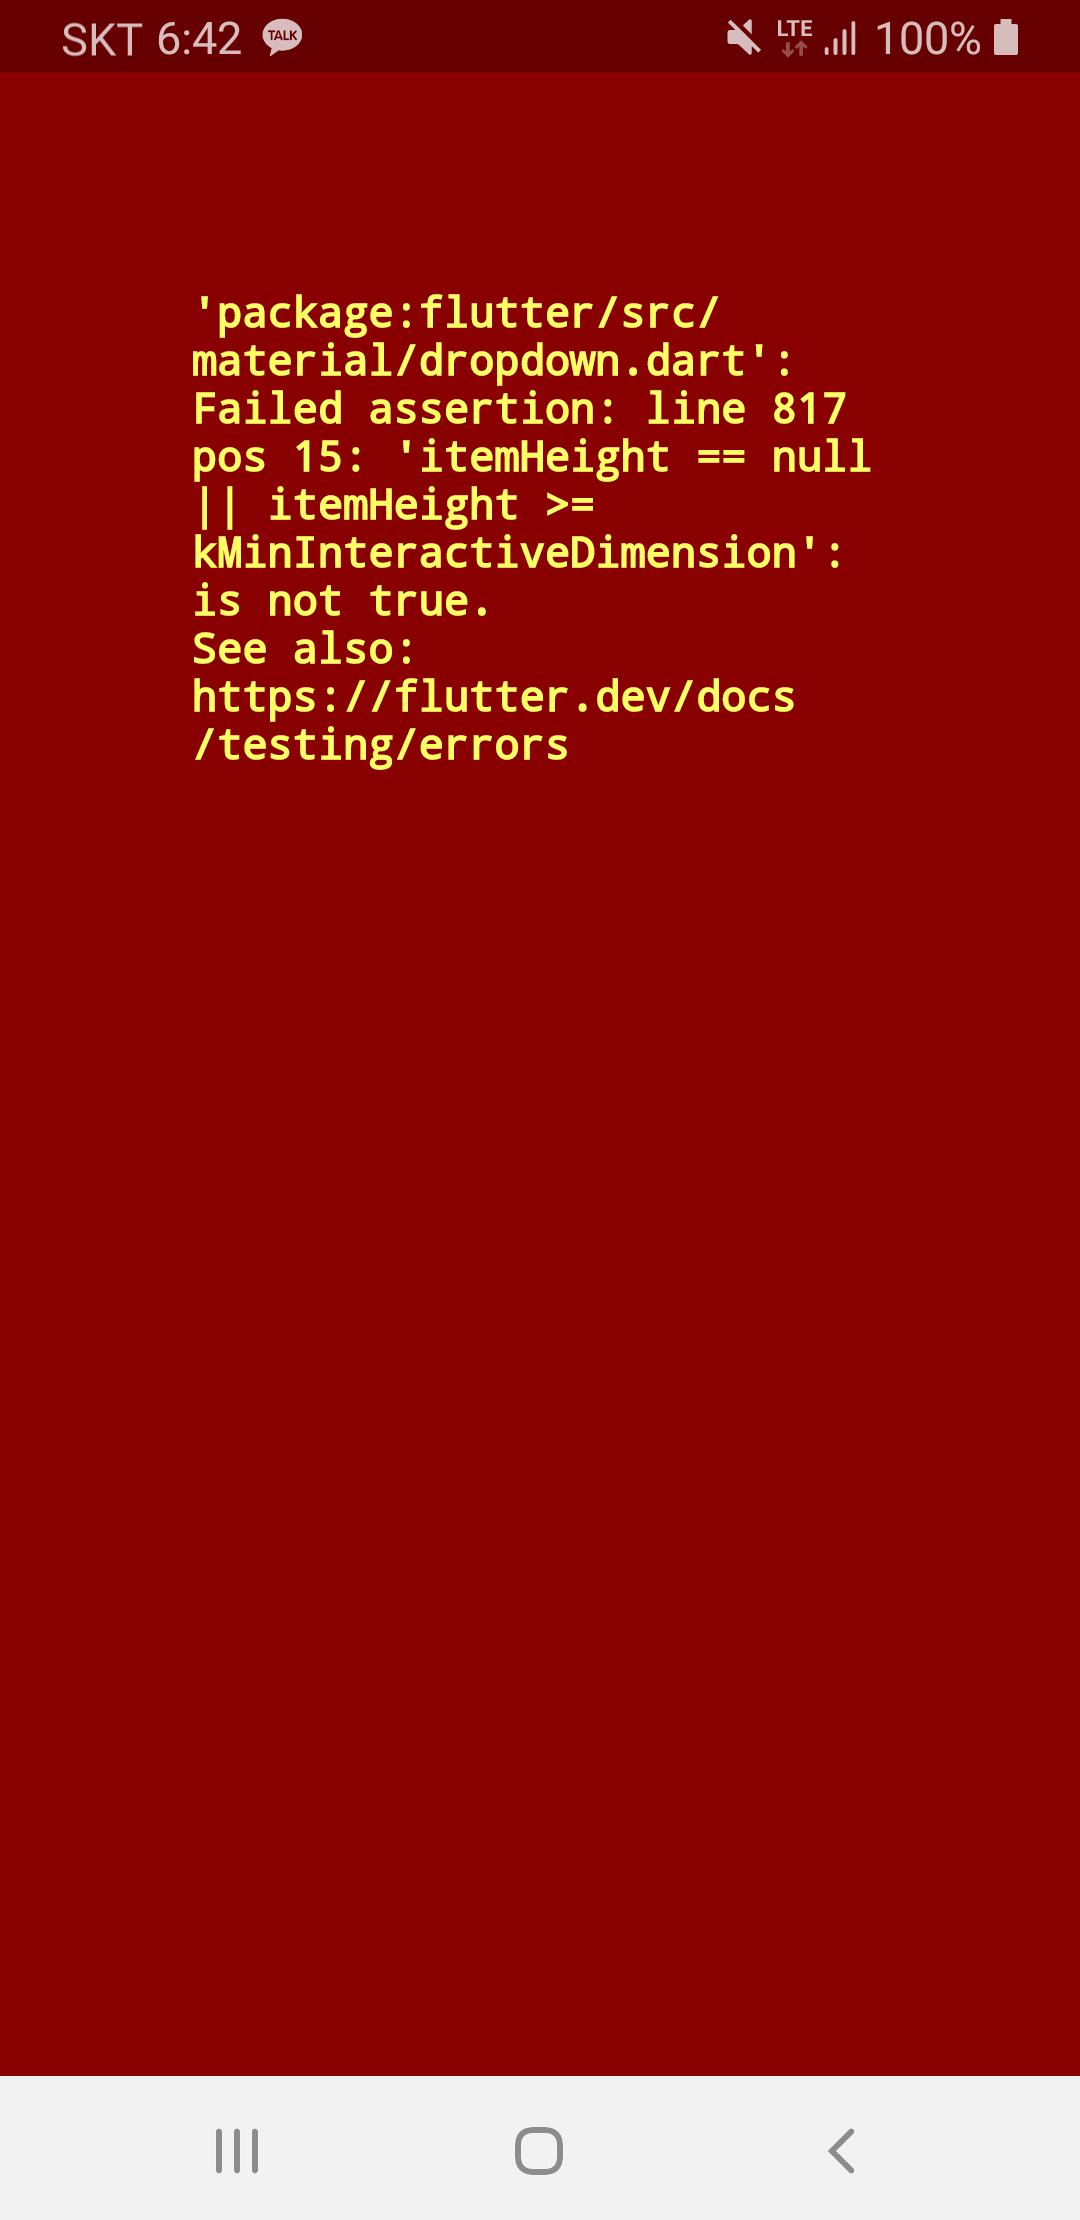 SKT 6:42 TALK LTE 100%
'package:flutter/src/
material/dropdown.dart':
Failed assertion: line 817
pos 15: 'itemHeight == null
|| itemHeight >=
kMinInteractiveDimension':
is not true.
See also:
https://flutter.dev/docs
/testing/errors